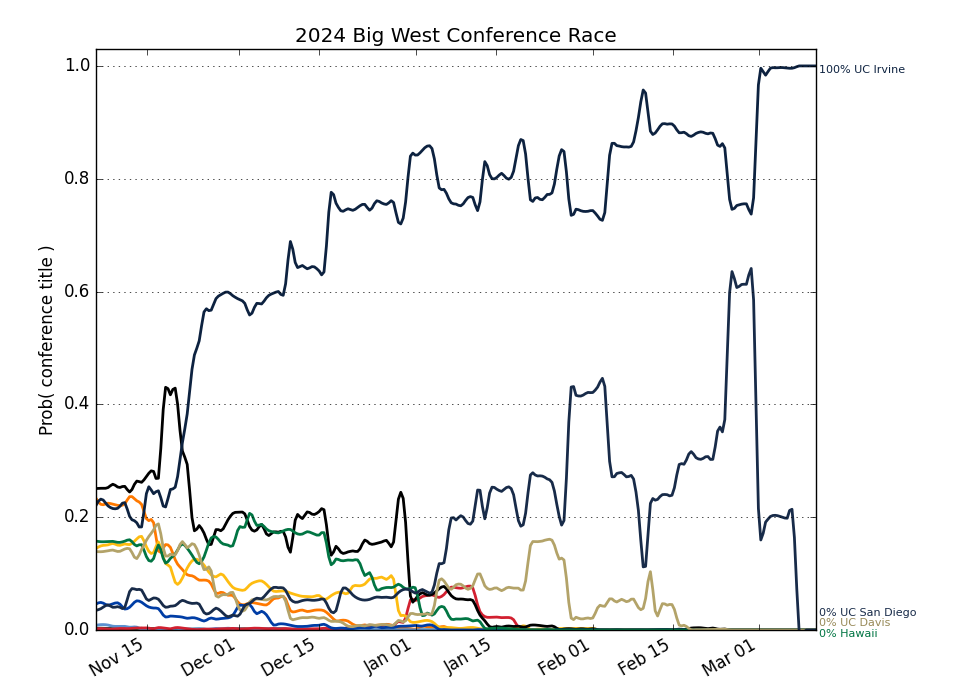 2024 Big West Conference Race
Prob( conference title )
1.0
0.8
0.6
0.4
0.2
0.0
Nov 15
Dec 01
Dec 15
Jan 01
Jan 15
Feb 01
Feb 15
Mar 01
100% UC Irvine
0% UC San Diego
0% UC Davis
0% Hawaii